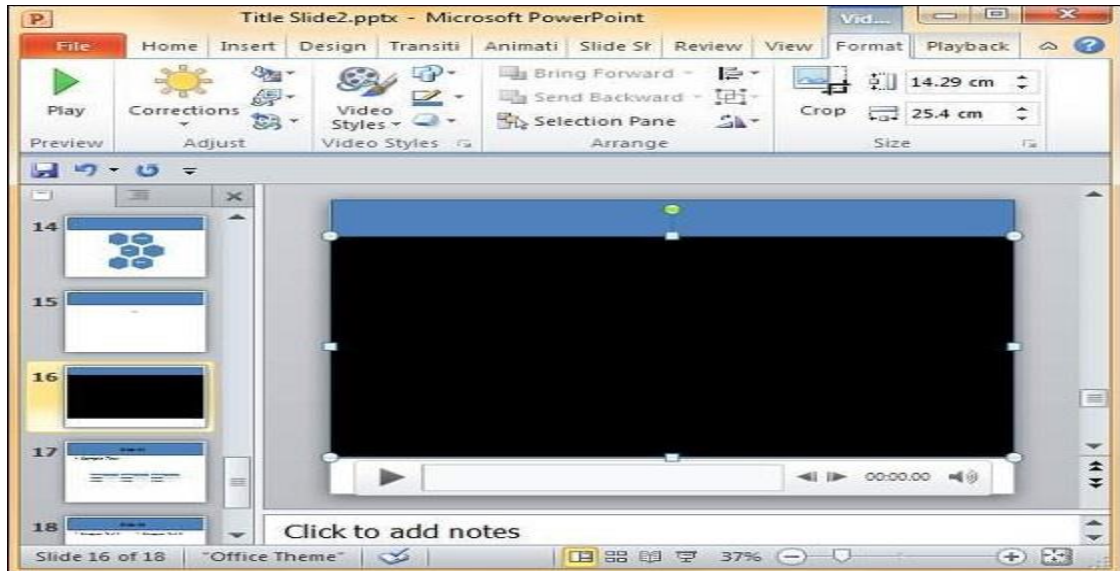 Title Slide2.pptx - Microsoft PowerPoint Vid...
File Home Insert Design Transiti Animati Slide Sh Review View Format Playback
Play Corrections Video Styles Bring Forward Send Backward Selection Pane Crop 14.29 cm 25.4 cm
Preview Adjust Video Styles Arrange Size
14
15
16
17
18
00:00.00
Click to add notes
Slide 16 of 18 "Office Theme" 37%